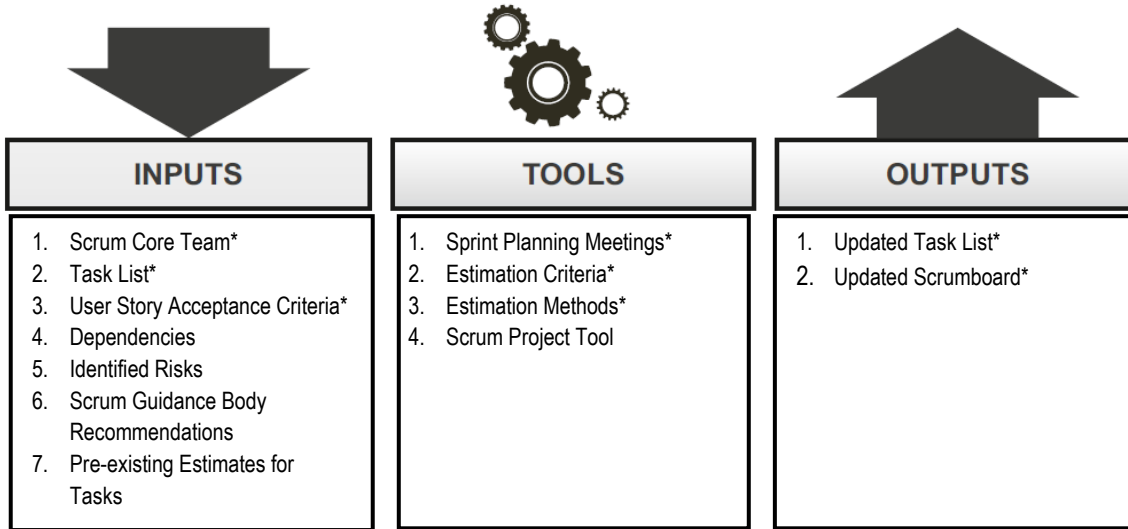 INPUTS
1. Scrum Core Team*
2. Task List*
3. User Story Acceptance Criteria*
4. Dependencies
5. Identified Risks
6. Scrum Guidance Body
Recommendations
7. Pre-existing Estimates for
Tasks
TOOLS
1. Sprint Planning Meetings*
2. Estimation Criteria*
3. Estimation Methods*
4. Scrum Project Tool
OUTPUTS
1. Updated Task List*
2. Updated Scrumboard*